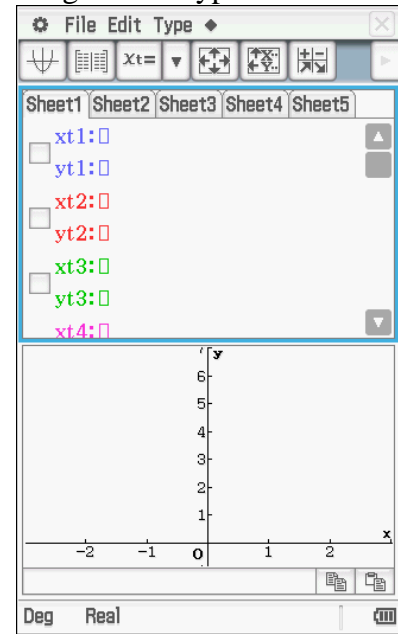 File Edit Type
xt=
Sheet1 Sheet2 Sheet3 Sheet4 Sheet5
xt1:
yt1:
xt2:
yt2:
xt3:
yt3:
xt4:
y
6
5
4
3
2
1
x
-2 -1 0 1 2
Deg Real